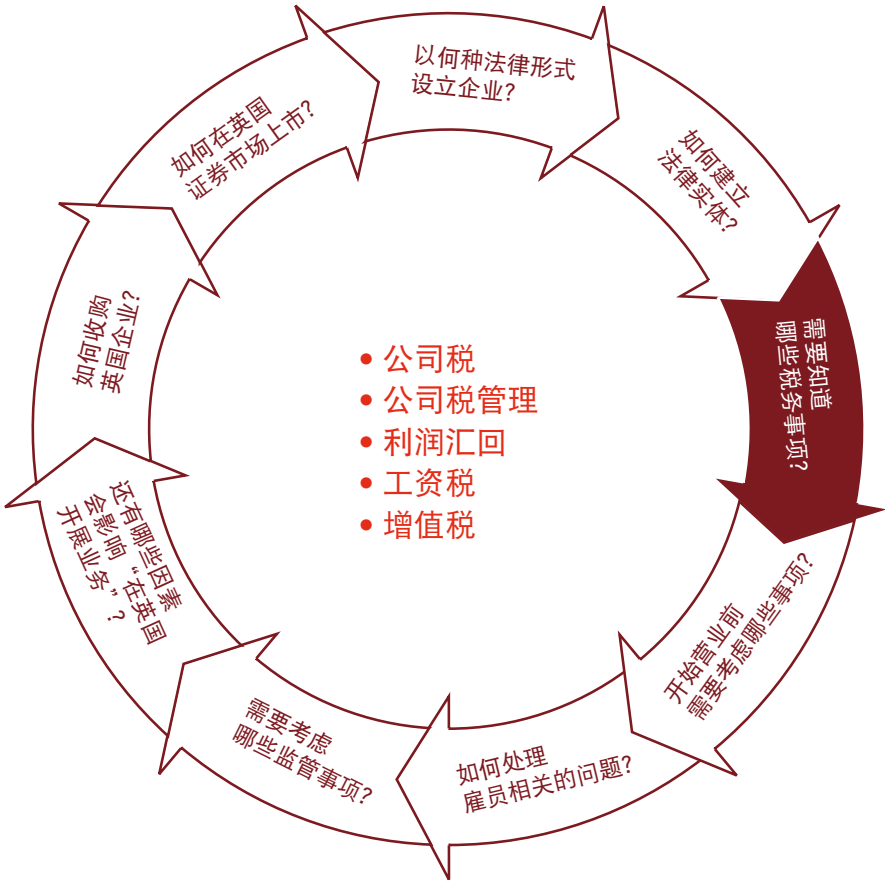 以何种法律形式
设立企业？
如何建立
法律实体？
需要知道
哪些税务事项？
开始营业前
需要考虑哪些事项？
如何处理
雇员相关的问题？
需要考虑
哪些监管事项？
还有哪些因素
会影响“在英国
开展业务”？
如何收购
英国企业？
如何在英国
证券市场上市？
• 公司税
• 公司税管理
• 利润汇回
• 工资税
• 增值税